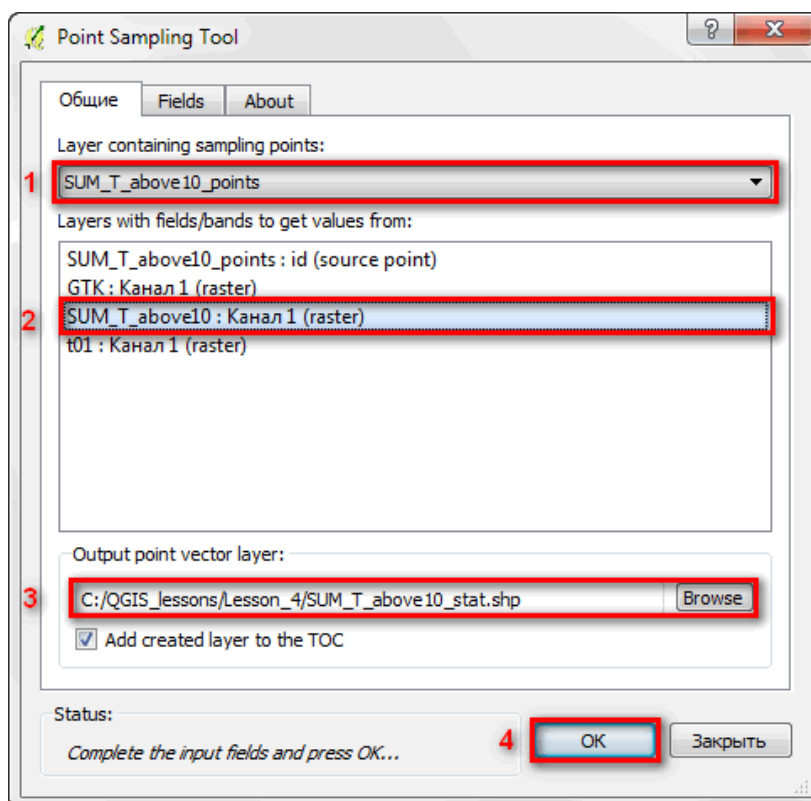 Point Sampling Tool
Общие Fields About
Layer containing sampling points:
1 SUM_T_above10_points
Layers with fields/bands to get values from:
SUM_T_above10_points : id (source point)
GTK : Канал 1 (raster)
2 SUM_T_above10 : Канал 1 (raster)
t01 : Канал 1 (raster)
Output point vector layer:
3 C:/QGIS_lessons/Lesson_4/SUM_T_above10_stat.shp Browse
Add created layer to the TOC
Status:
Complete the input fields and press OK... 4 OK Закрыть